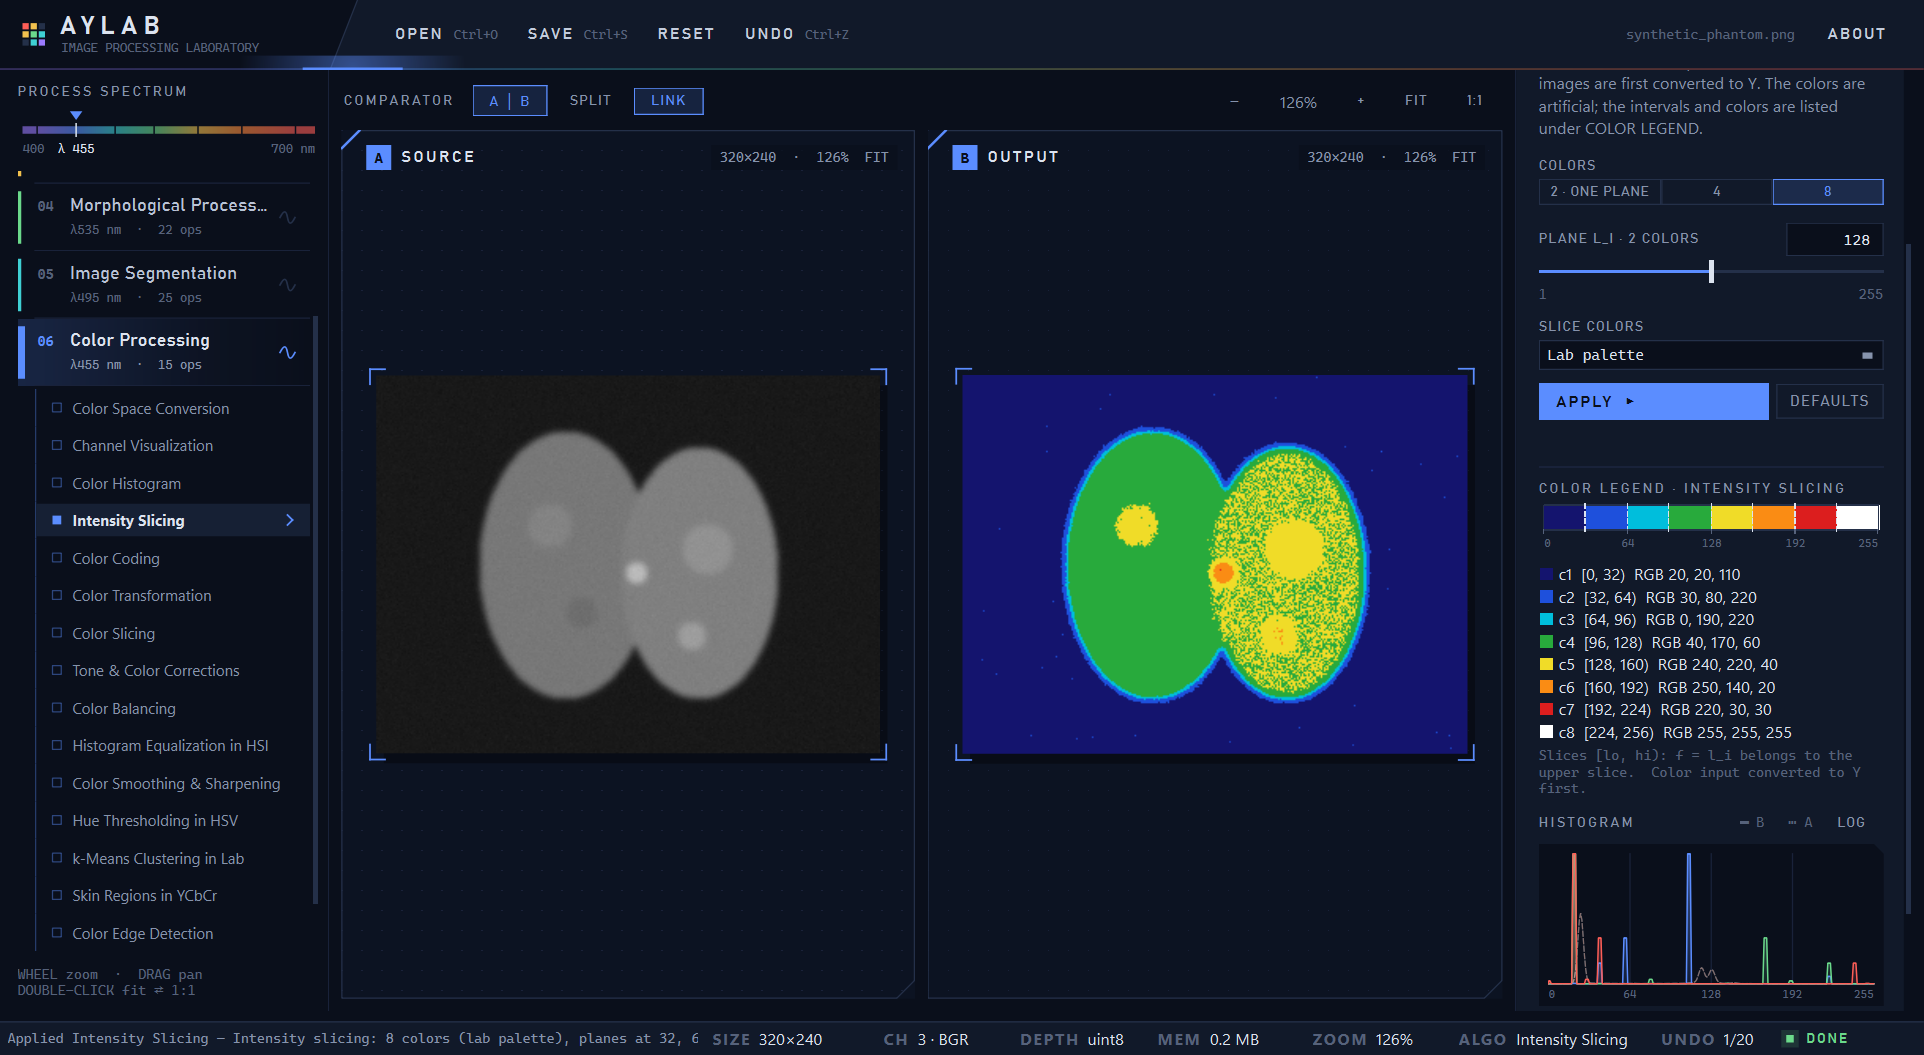 AYLAB
IMAGE PROCESSING LABORATORY
OPEN Ctrl+O SAVE Ctrl+S RESET UNDO Ctrl+Z
synthetic_phantom.png ABOUT
PROCESS SPECTRUM
400 λ 455 700 nm
04 Morphological Process…
λ535 nm · 22 ops
05 Image Segmentation
λ495 nm · 25 ops
06 Color Processing
λ455 nm · 15 ops
Color Space Conversion
Channel Visualization
Color Histogram
Intensity Slicing
Color Coding
Color Transformation
Color Slicing
Tone & Color Corrections
Color Balancing
Histogram Equalization in HSI
Color Smoothing & Sharpening
Hue Thresholding in HSV
k-Means Clustering in Lab
Skin Regions in YCbCr
Color Edge Detection
WHEEL zoom · DRAG pan
DOUBLE-CLICK fit ⇄ 1:1
COMPARATOR A | B SPLIT LINK
− 126% + FIT 1:1
A SOURCE 320×240 · 126% FIT
B OUTPUT 320×240 · 126% FIT
images are first converted to Y. The colors are
artificial; the intervals and colors are listed
under COLOR LEGEND.
COLORS
2 · ONE PLANE 4 8
PLANE L_I · 2 COLORS 128
1 255
SLICE COLORS
Lab palette
APPLY ▸ DEFAULTS
COLOR LEGEND · INTENSITY SLICING
0 64 128 192 255
c1 [0, 32) RGB 20, 20, 110
c2 [32, 64) RGB 30, 80, 220
c3 [64, 96) RGB 0, 190, 220
c4 [96, 128) RGB 40, 170, 60
c5 [128, 160) RGB 240, 220, 40
c6 [160, 192) RGB 250, 140, 20
c7 [192, 224) RGB 220, 30, 30
c8 [224, 256) RGB 255, 255, 255
Slices [lo, hi): f = l_i belongs to the
upper slice. Color input converted to Y
first.
HISTOGRAM B A LOG
0 64 128 192 255
Applied Intensity Slicing — Intensity slicing: 8 colors (lab palette), planes at 32, 6
SIZE 320×240 CH 3 · BGR DEPTH uint8 MEM 0.2 MB ZOOM 126% ALGO Intensity Slicing UNDO 1/20 DONE